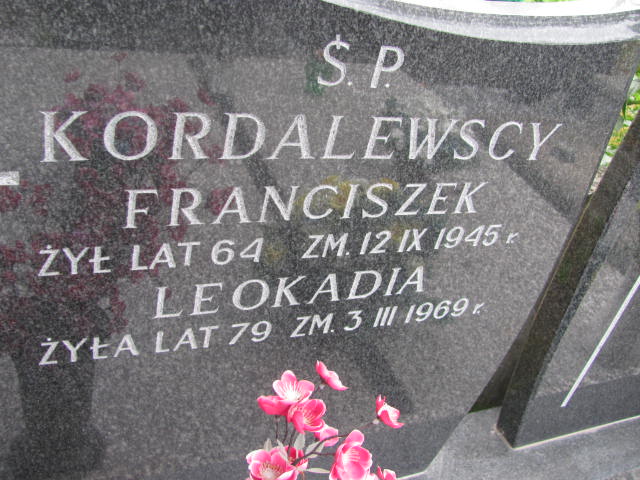 Ś.P.
KORDALEWSCY
FRANCISZEK
ŻYŁ LAT 64 ZM. 12 IX 1945 r.
LEOKADIA
ŻYŁA LAT 79 ZM. 3 III 1969 r.